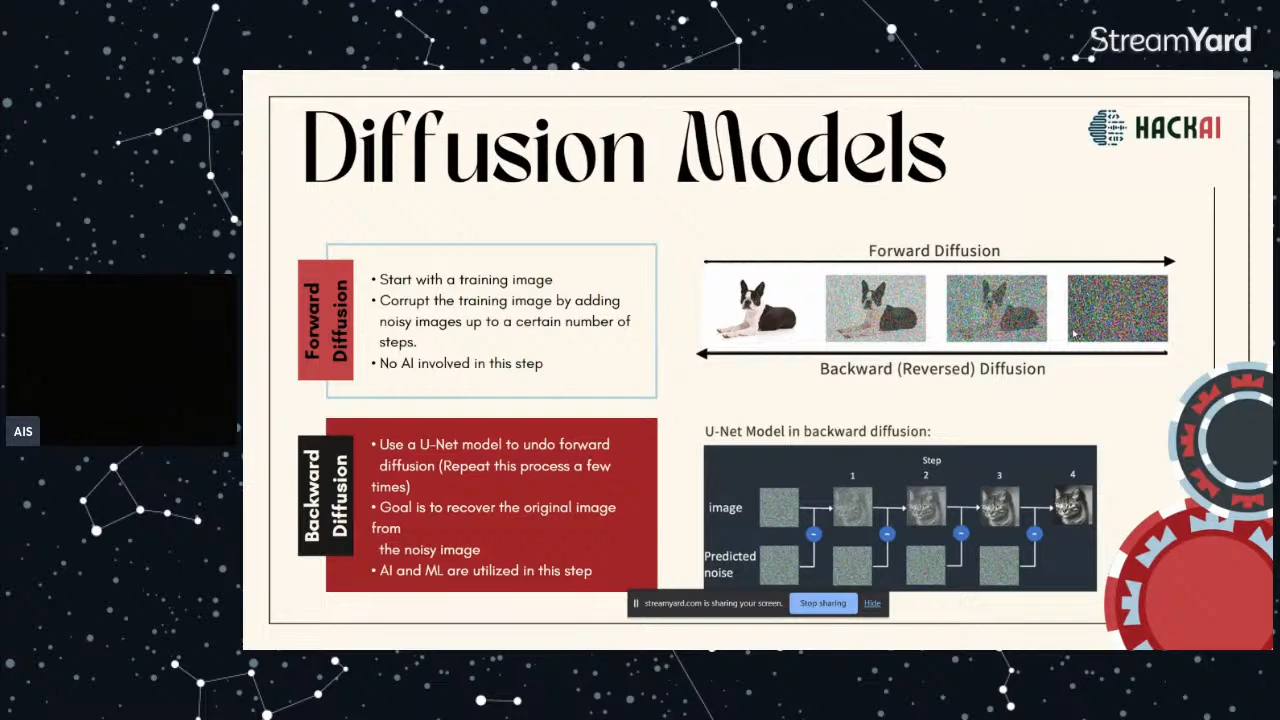 StreamYard
Diffusion Models
HACKAI
Forward
Diffusion
• Start with a training image
• Corrupt the training image by adding
noisy images up to a certain number of
steps.
• No AI involved in this step
Forward Diffusion
Backward (Reversed) Diffusion
AIS
Backward
Diffusion
• Use a U-Net model to undo forward
diffusion (Repeat this process a few
times)
• Goal is to recover the original image
from
the noisy image
• AI and ML are utilized in this step
U-Net Model in backward diffusion:
Step
1 2 3 4
image
Predicted
noise
- - - -
streamyard.com is sharing your screen. Stop sharing Hide